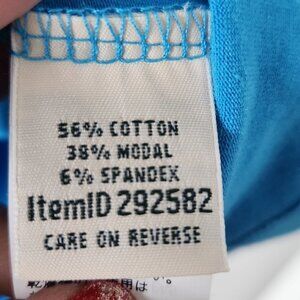 56% COTTON
38% MODAL
6% SPANDEX
ItemID 292582
CARE ON REVERSE